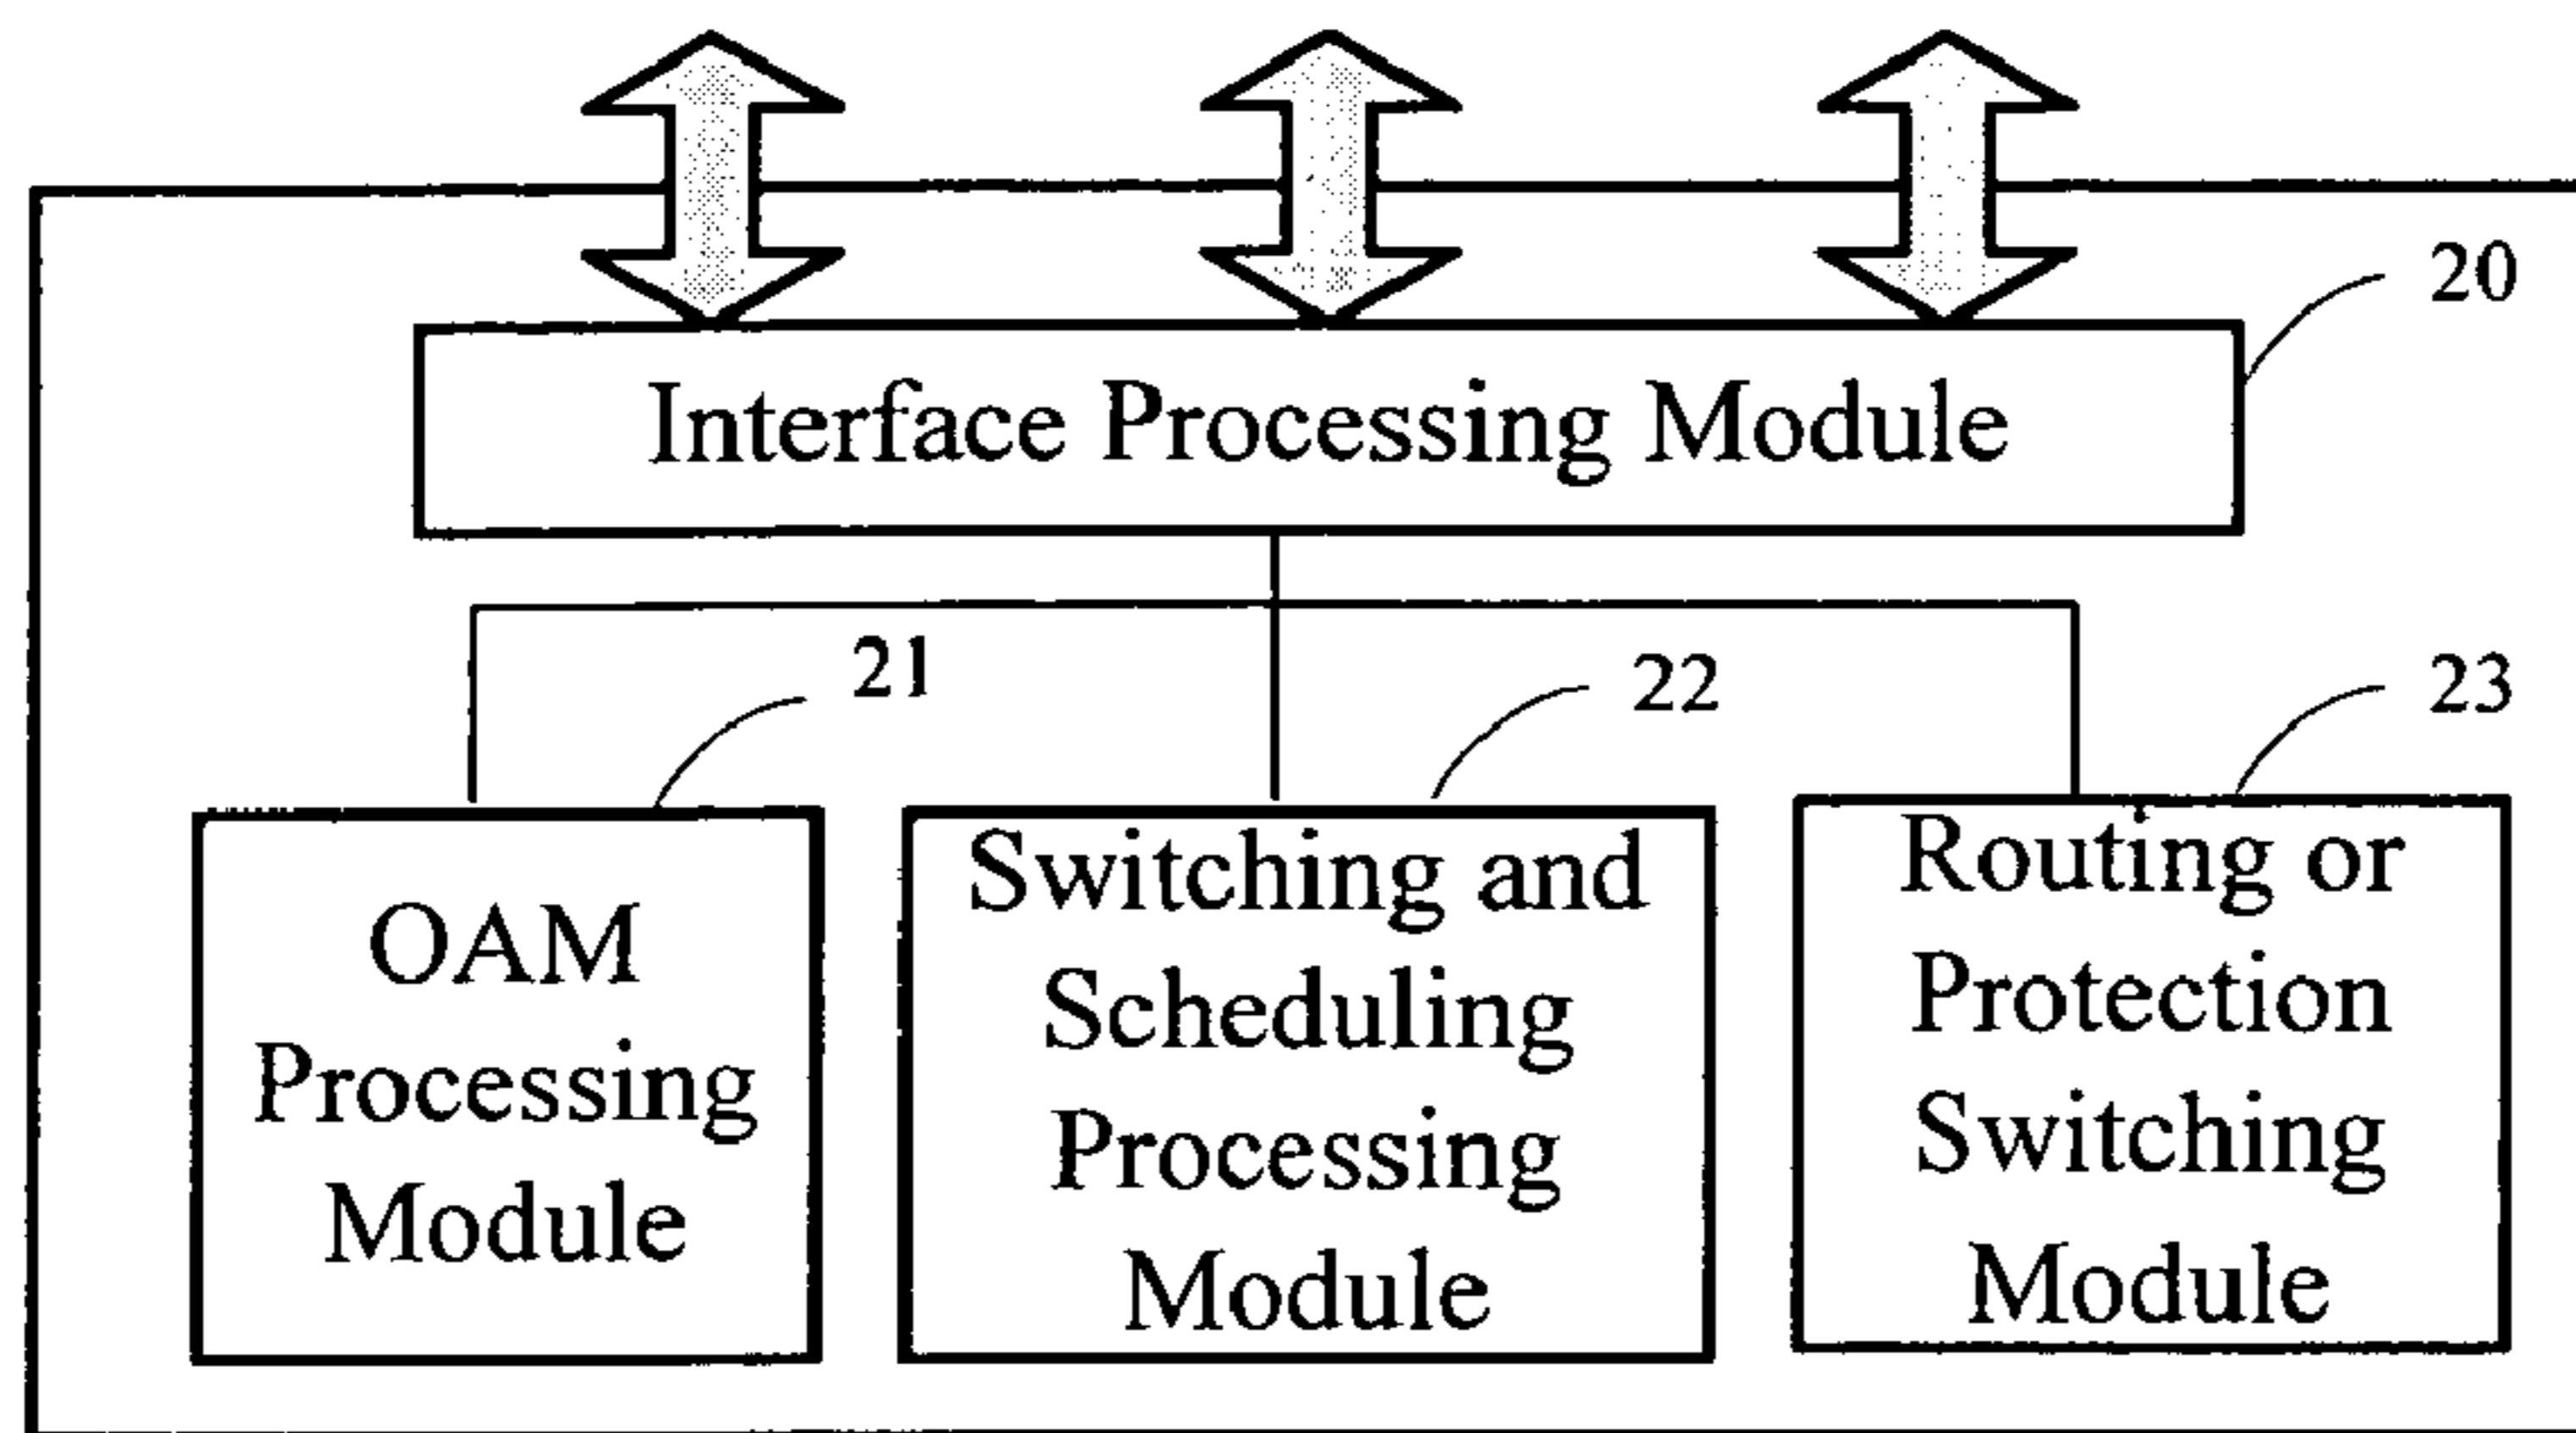 20
Interface Processing Module
21
22
23
OAM
Processing
Module
Switching and
Scheduling
Processing
Module
Routing or
Protection
Switching
Module